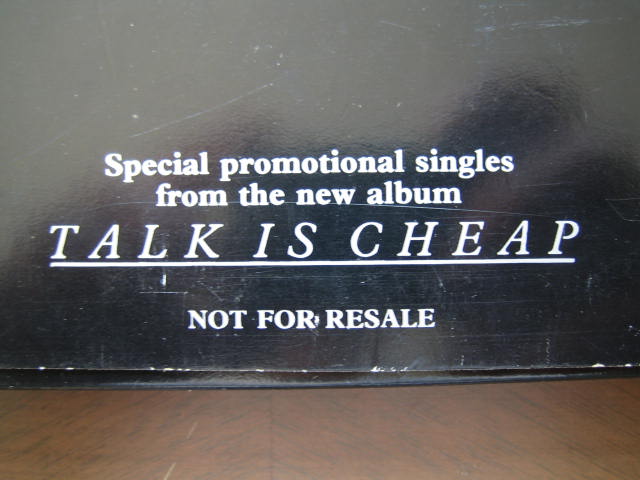 Special promotional singles
from the new album
TALK IS CHEAP
NOT FOR RESALE